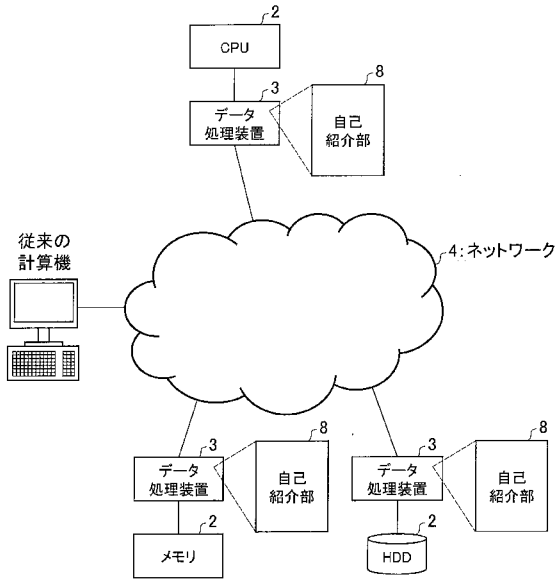 2
CPU
3
データ
処理装置
8
自己
紹介部
従来の
計算機
4:ネットワーク
3
データ
処理装置
8
自己
紹介部
2
メモリ
3
データ
処理装置
8
自己
紹介部
2
HDD